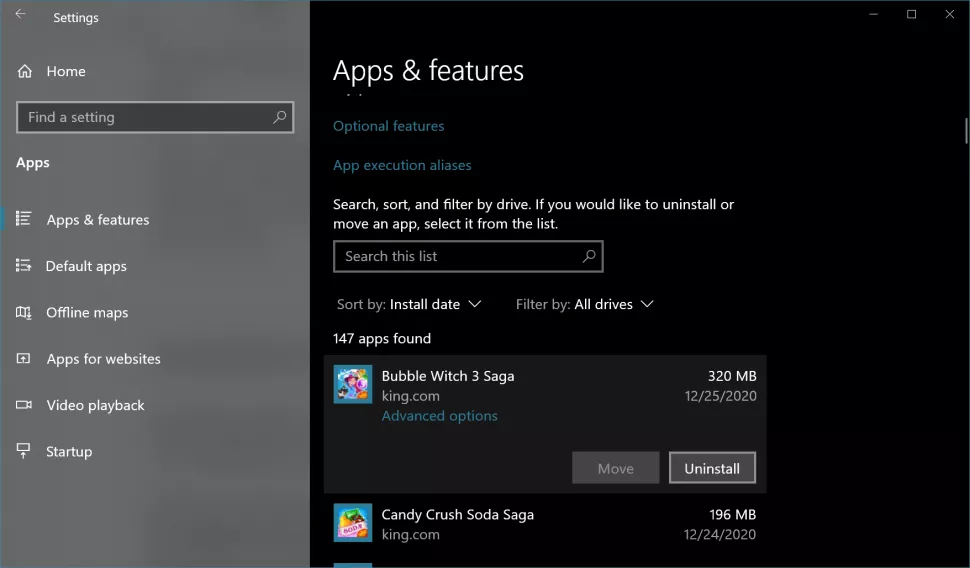 Settings
Home
Find a setting
Apps
Apps & features
Default apps
Offline maps
Apps for websites
Video playback
Startup
Apps & features
Optional features
App execution aliases
Search, sort, and filter by drive. If you would like to uninstall or
move an app, select it from the list.
Search this list
Sort by: Install date Filter by: All drives
147 apps found
Bubble Witch 3 Saga 320 MB
king.com 12/25/2020
Advanced options
Move Uninstall
Candy Crush Soda Saga 196 MB
SODA
king.com 12/24/2020